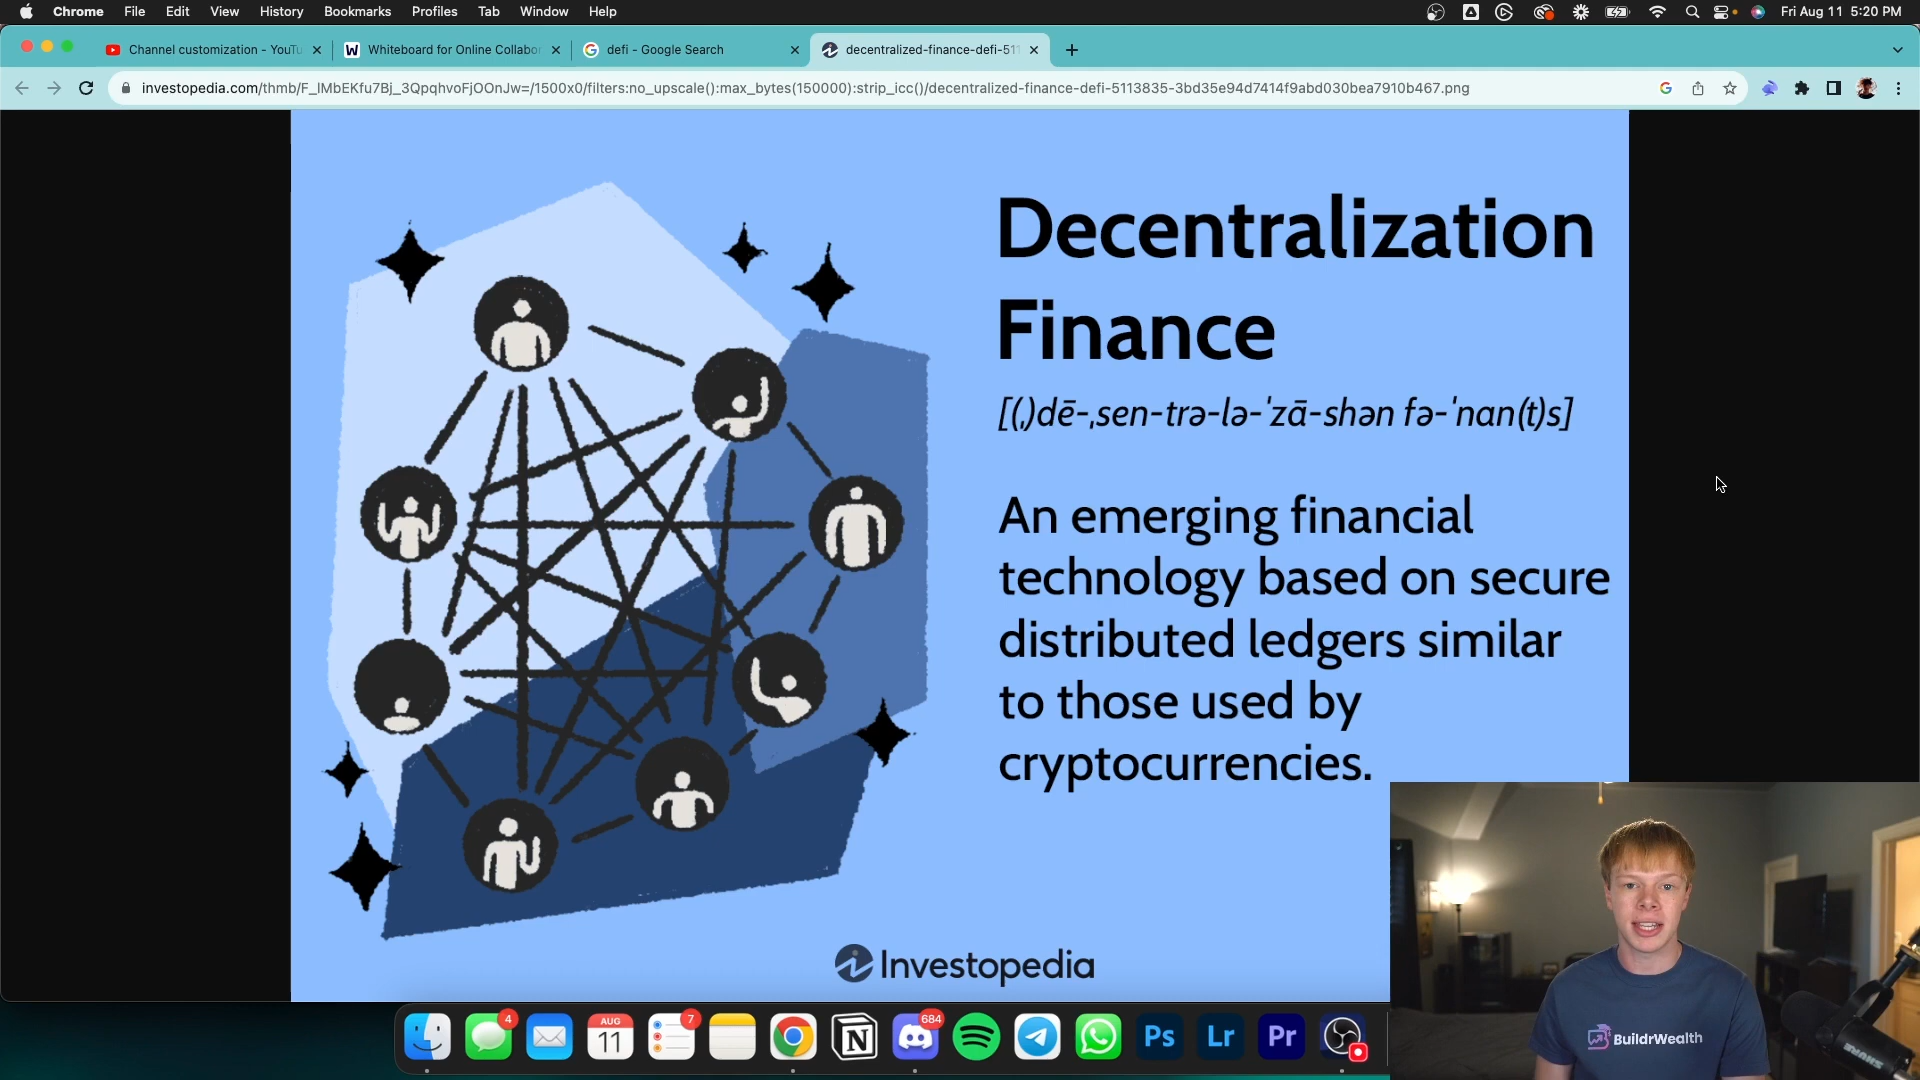 Chrome File Edit View History Bookmarks Profiles Tab Window Help Fri Aug 11 5:20 PM
Channel customization - YouTu Whiteboard for Online Collabor defi - Google Search decentralized-finance-defi-511
investopedia.com/thmb/F_lMbEKfu7Bj_3QpqhvoFjOOnJw=/1500x0/filters:no_upscale():max_bytes(150000):strip_icc()/decentralized-finance-defi-5113835-3bd35e94d7414f9abd030bea7910b467.png
Decentralization
Finance
[(ˌ)dē-ˌsen-trə-lə-ˈzā-shən fə-ˈnan(t)s]
An emerging financial
technology based on secure
distributed ledgers similar
to those used by
cryptocurrencies.
Investopedia
BuildrWealth
4
AUG
11
7
684
Ps
Lr
Pr